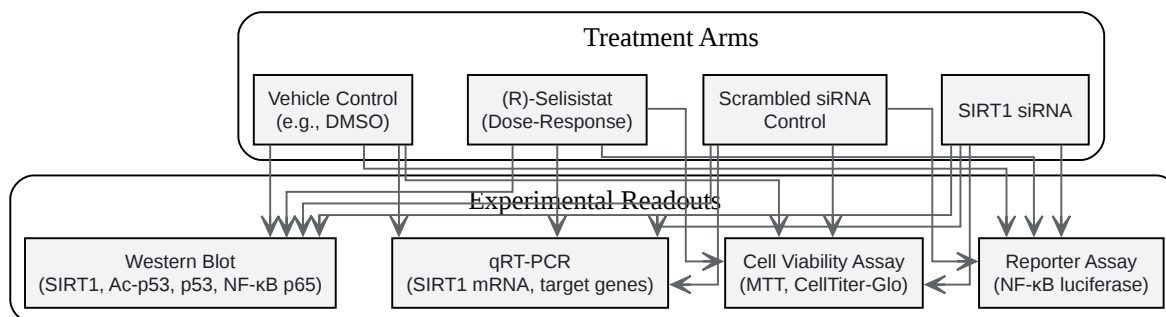 Treatment Arms
Vehicle Control
(e.g., DMSO)
(R)-Selisistat
(Dose-Response)
Scrambled siRNA
Control
SIRT1 siRNA
Experimental Readouts
Western Blot
(SIRT1, Ac-p53, p53, NF-κB p65)
qRT-PCR
(SIRT1 mRNA, target genes)
Cell Viability Assay
(MTT, CellTiter-Glo)
Reporter Assay
(NF-κB luciferase)